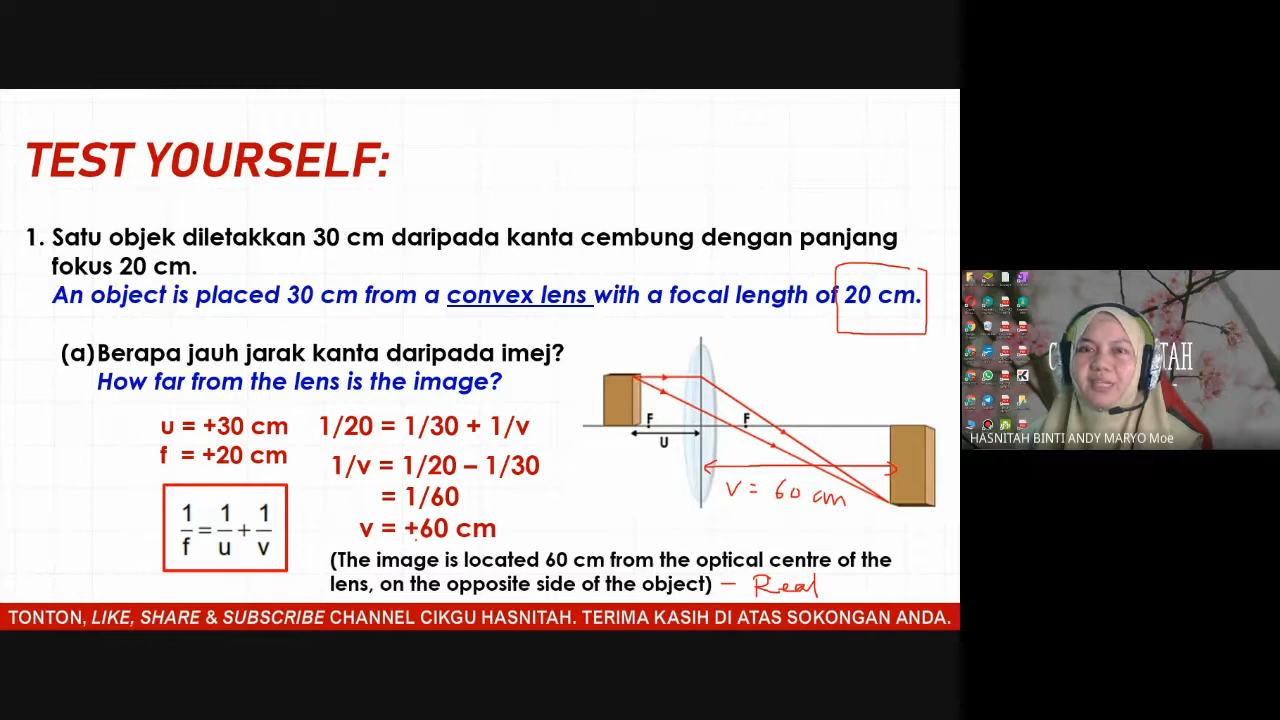 TEST YOURSELF:
1. Satu objek diletakkan 30 cm daripada kanta cembung dengan panjang
fokus 20 cm.
An object is placed 30 cm from a convex lens with a focal length of 20 cm.
(a) Berapa jauh jarak kanta daripada imej?
How far from the lens is the image?
u = +30 cm
f = +20 cm
1/f = 1/u + 1/v
1/20 = 1/30 + 1/v
1/v = 1/20 – 1/30
= 1/60
v = +60 cm
F
F
U
v = 60 cm
(The image is located 60 cm from the optical centre of the
lens, on the opposite side of the object) – Real
TONTON, LIKE, SHARE & SUBSCRIBE CHANNEL CIKGU HASNITAH. TERIMA KASIH DI ATAS SOKONGAN ANDA.
HASNITAH BINTI ANDY MARYO Moe